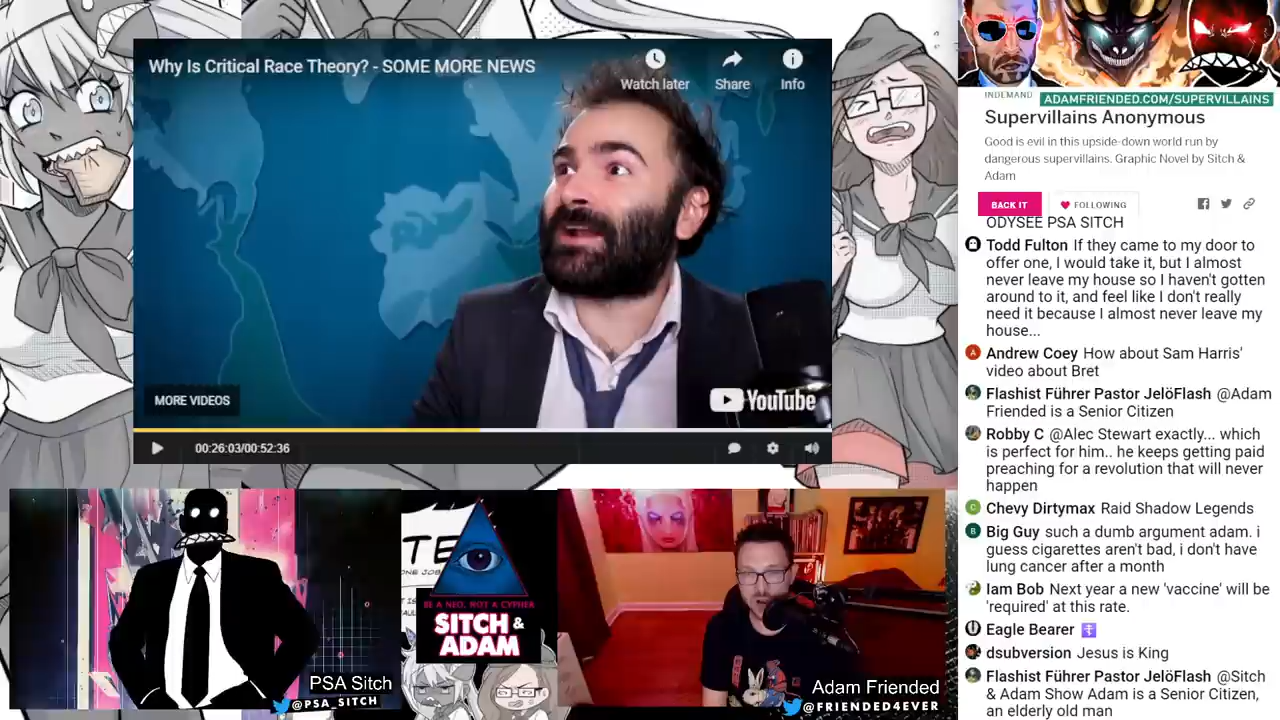 Why Is Critical Race Theory? - SOME MORE NEWS
Watch later
Share
Info
MORE VIDEOS
YouTube
00:26:03/00:52:36
PSA Sitch
@PSA_SITCH
BE A NEO, NOT A CYPHER
SITCH &
ADAM
Adam Friended
@FRIENDED4EVER
INDEMAND
ADAMFRIENDED.COM/SUPERVILLAINS
Supervillains Anonymous
Good is evil in this upside-down world run by
dangerous supervillains. Graphic Novel by Sitch &
Adam
BACK IT
FOLLOWING
ODYSEE PSA SITCH
Todd Fulton If they came to my door to
offer one, I would take it, but I almost
never leave my house so I haven't gotten
around to it, and feel like I don't really
need it because I almost never leave my
house...
Andrew Coey How about Sam Harris'
video about Bret
Flashist Führer Pastor JelöFlash @Adam
Friended is a Senior Citizen
Robby C @Alec Stewart exactly... which
is perfect for him.. he keeps getting paid
preaching for a revolution that will never
happen
Chevy Dirtymax Raid Shadow Legends
Big Guy such a dumb argument adam. i
guess cigarettes aren't bad, i don't have
lung cancer after a month
Iam Bob Next year a new 'vaccine' will be
'required' at this rate.
Eagle Bearer
dsubversion Jesus is King
Flashist Führer Pastor JelöFlash @Sitch
& Adam Show Adam is a Senior Citizen,
an elderly old man